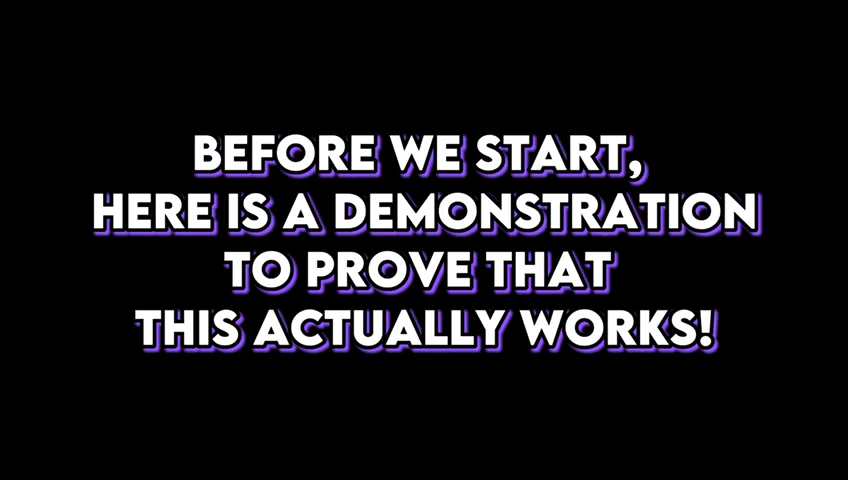 BEFORE WE START,
HERE IS A DEMONSTRATION
TO PROVE THAT
THIS ACTUALLY WORKS!